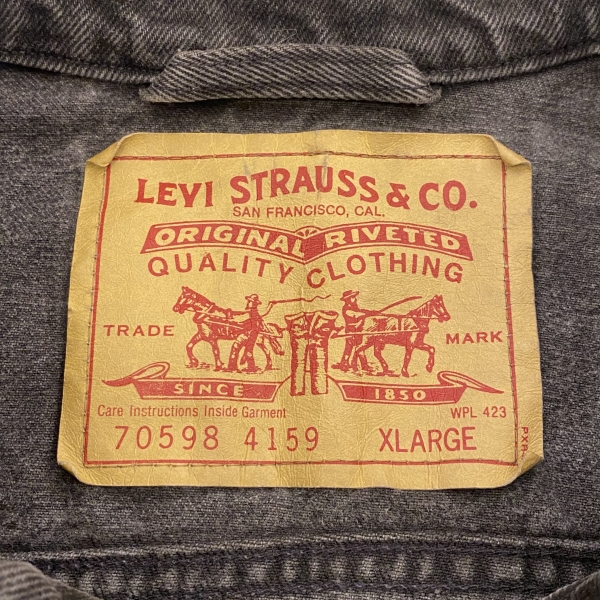 LEVI STRAUSS & CO.
SAN FRANCISCO, CAL.
ORIGINAL RIVETED
QUALITY CLOTHING
TRADE MARK
SINCE 1850
Care Instructions Inside Garment WPL 423
70598 4159 XLARGE